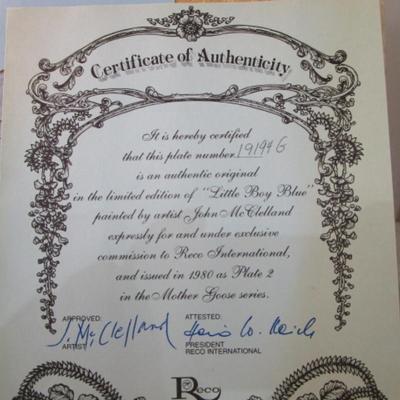 Certificate of Authenticity
It is hereby certified
that this plate number 19194G
is an authentic original
in the limited edition of "Little Boy Blue"
painted by artist John McClelland
expressly for and under exclusive
commission to Reco International,
and issued in 1980 as Plate 2
in the Mother Goose series.
APPROVED: ATTESTED:
J. McClelland
ARTIST PRESIDENT
RECO INTERNATIONAL
Reco